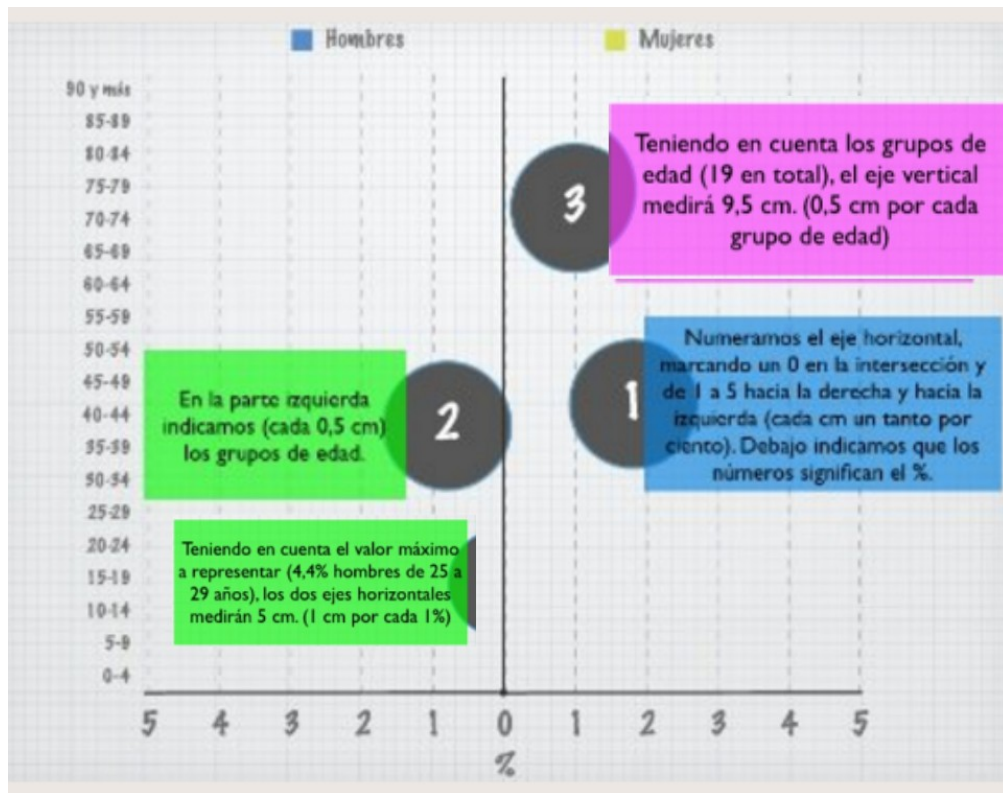 Hombres
Mujeres
90 y más
85-89
80-84
75-79
70-74
65-69
60-64
55-59
50-54
45-49
40-44
35-39
30-34
25-29
20-24
15-19
10-14
5-9
0-4
3
Teniendo en cuenta los grupos de
edad (19 en total), el eje vertical
medirá 9,5 cm. (0,5 cm por cada
grupo de edad)
2
En la parte izquierda
indicamos (cada 0,5 cm)
los grupos de edad.
1
Numeramos el eje horizontal,
marcando un 0 en la intersección y
de 1 a 5 hacia la derecha y hacia la
izquierda (cada cm un tanto por
ciento). Debajo indicamos que los
números significan el %.
Teniendo en cuenta el valor máximo
a representar (4,4% hombres de 25 a
29 años), los dos ejes horizontales
medirán 5 cm. (1 cm por cada 1%)
5 4 3 2 1 0 1 2 3 4 5
%